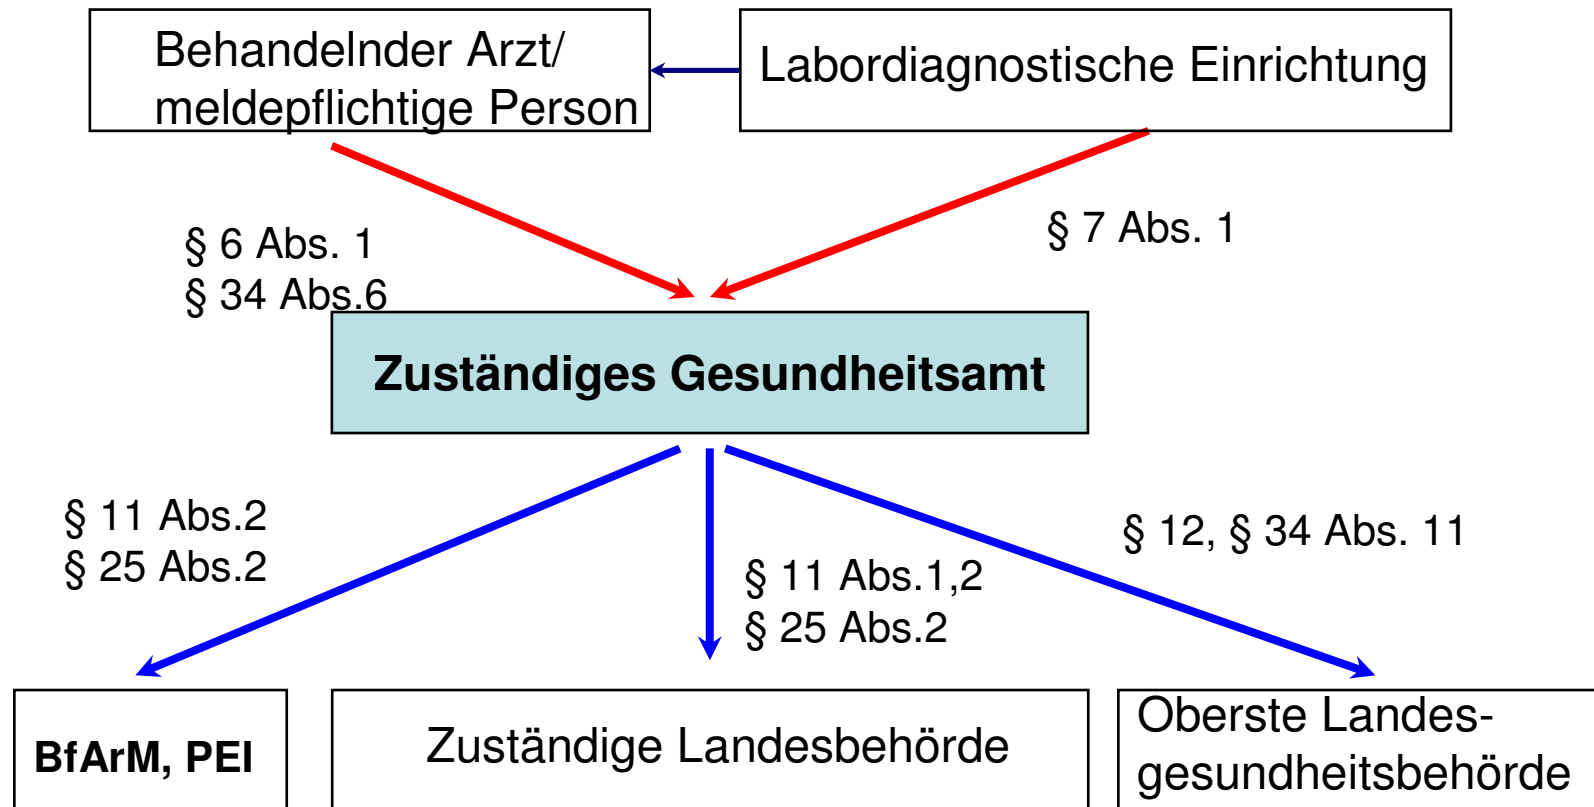 Behandelnder Arzt/
meldepflichtige Person
Labordiagnostische Einrichtung
§ 6 Abs. 1
§ 34 Abs.6
§ 7 Abs. 1
Zuständiges Gesundheitsamt
§ 11 Abs.2
§ 25 Abs.2
§ 11 Abs.1,2
§ 25 Abs.2
§ 12, § 34 Abs. 11
BfArM, PEI
Zuständige Landesbehörde
Oberste Landes-
gesundheitsbehörde